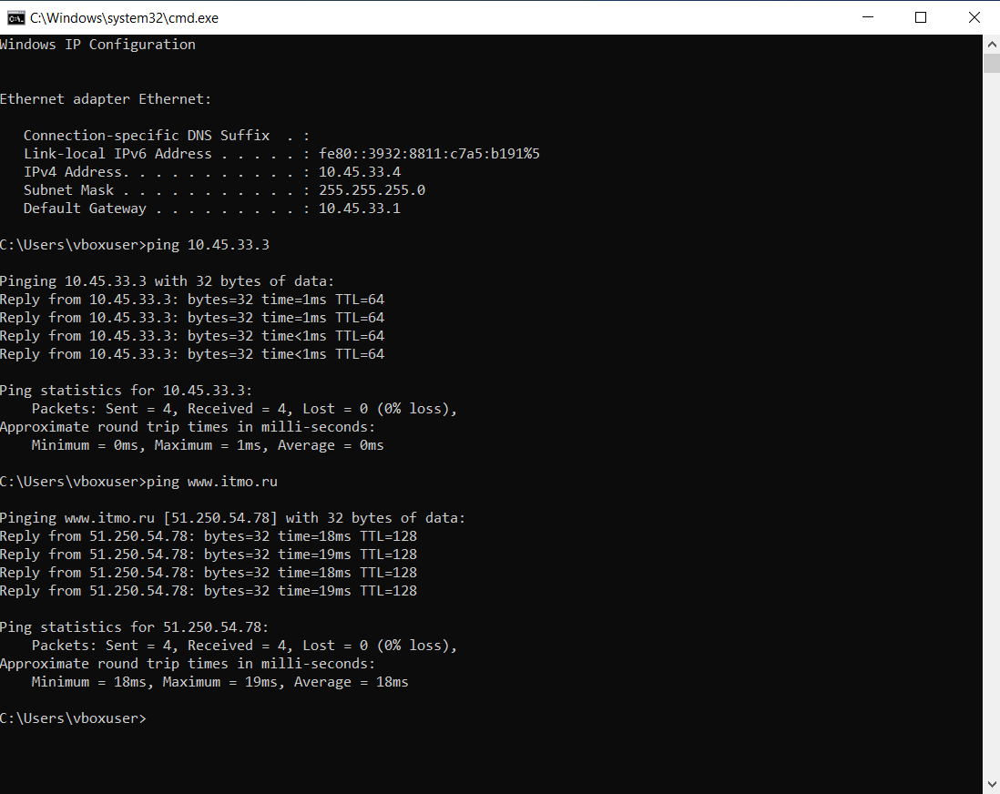 C:\Windows\system32\cmd.exe
Windows IP Configuration
Ethernet adapter Ethernet:
Connection-specific DNS Suffix  . :
Link-local IPv6 Address . . . . . : fe80::3932:8811:c7a5:b191%5
IPv4 Address. . . . . . . . . . . : 10.45.33.4
Subnet Mask . . . . . . . . . . . : 255.255.255.0
Default Gateway . . . . . . . . . : 10.45.33.1
C:\Users\vboxuser>ping 10.45.33.3
Pinging 10.45.33.3 with 32 bytes of data:
Reply from 10.45.33.3: bytes=32 time=1ms TTL=64
Reply from 10.45.33.3: bytes=32 time=1ms TTL=64
Reply from 10.45.33.3: bytes=32 time<1ms TTL=64
Reply from 10.45.33.3: bytes=32 time<1ms TTL=64
Ping statistics for 10.45.33.3:
Packets: Sent = 4, Received = 4, Lost = 0 (0% loss),
Approximate round trip times in milli-seconds:
Minimum = 0ms, Maximum = 1ms, Average = 0ms
C:\Users\vboxuser>ping www.itmo.ru
Pinging www.itmo.ru [51.250.54.78] with 32 bytes of data:
Reply from 51.250.54.78: bytes=32 time=18ms TTL=128
Reply from 51.250.54.78: bytes=32 time=19ms TTL=128
Reply from 51.250.54.78: bytes=32 time=18ms TTL=128
Reply from 51.250.54.78: bytes=32 time=19ms TTL=128
Ping statistics for 51.250.54.78:
Packets: Sent = 4, Received = 4, Lost = 0 (0% loss),
Approximate round trip times in milli-seconds:
Minimum = 18ms, Maximum = 19ms, Average = 18ms
C:\Users\vboxuser>